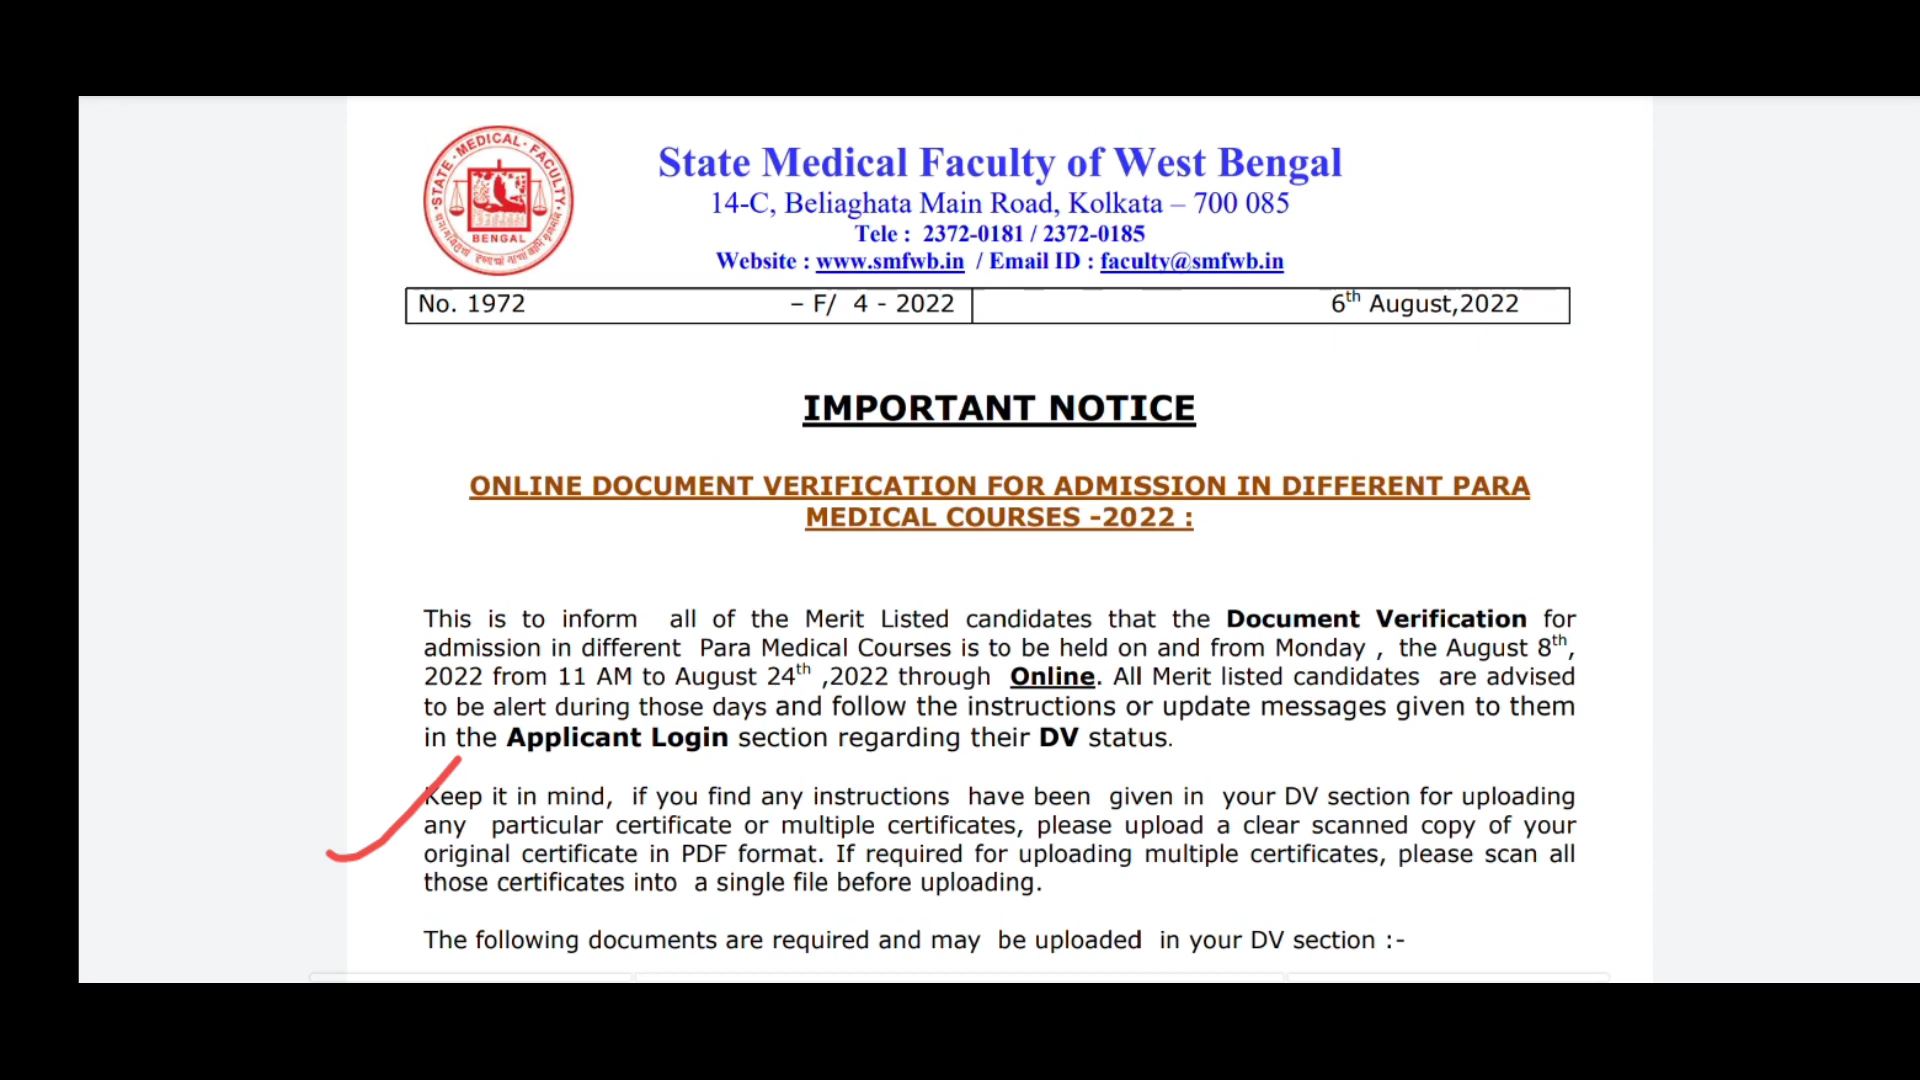 STATE · MEDICAL · FACULTY
BENGAL
State Medical Faculty of West Bengal
14-C, Beliaghata Main Road, Kolkata – 700 085
Tele : 2372-0181 / 2372-0185
Website : www.smfwb.in / Email ID : faculty@smfwb.in
No. 1972 – F/ 4 - 2022 6th August,2022
IMPORTANT NOTICE
ONLINE DOCUMENT VERIFICATION FOR ADMISSION IN DIFFERENT PARA
MEDICAL COURSES -2022 :
This is to inform all of the Merit Listed candidates that the Document Verification for
admission in different Para Medical Courses is to be held on and from Monday , the August 8th,
2022 from 11 AM to August 24th ,2022 through Online. All Merit listed candidates are advised
to be alert during those days and follow the instructions or update messages given to them
in the Applicant Login section regarding their DV status.
Keep it in mind, if you find any instructions have been given in your DV section for uploading
any particular certificate or multiple certificates, please upload a clear scanned copy of your
original certificate in PDF format. If required for uploading multiple certificates, please scan all
those certificates into a single file before uploading.
The following documents are required and may be uploaded in your DV section :-